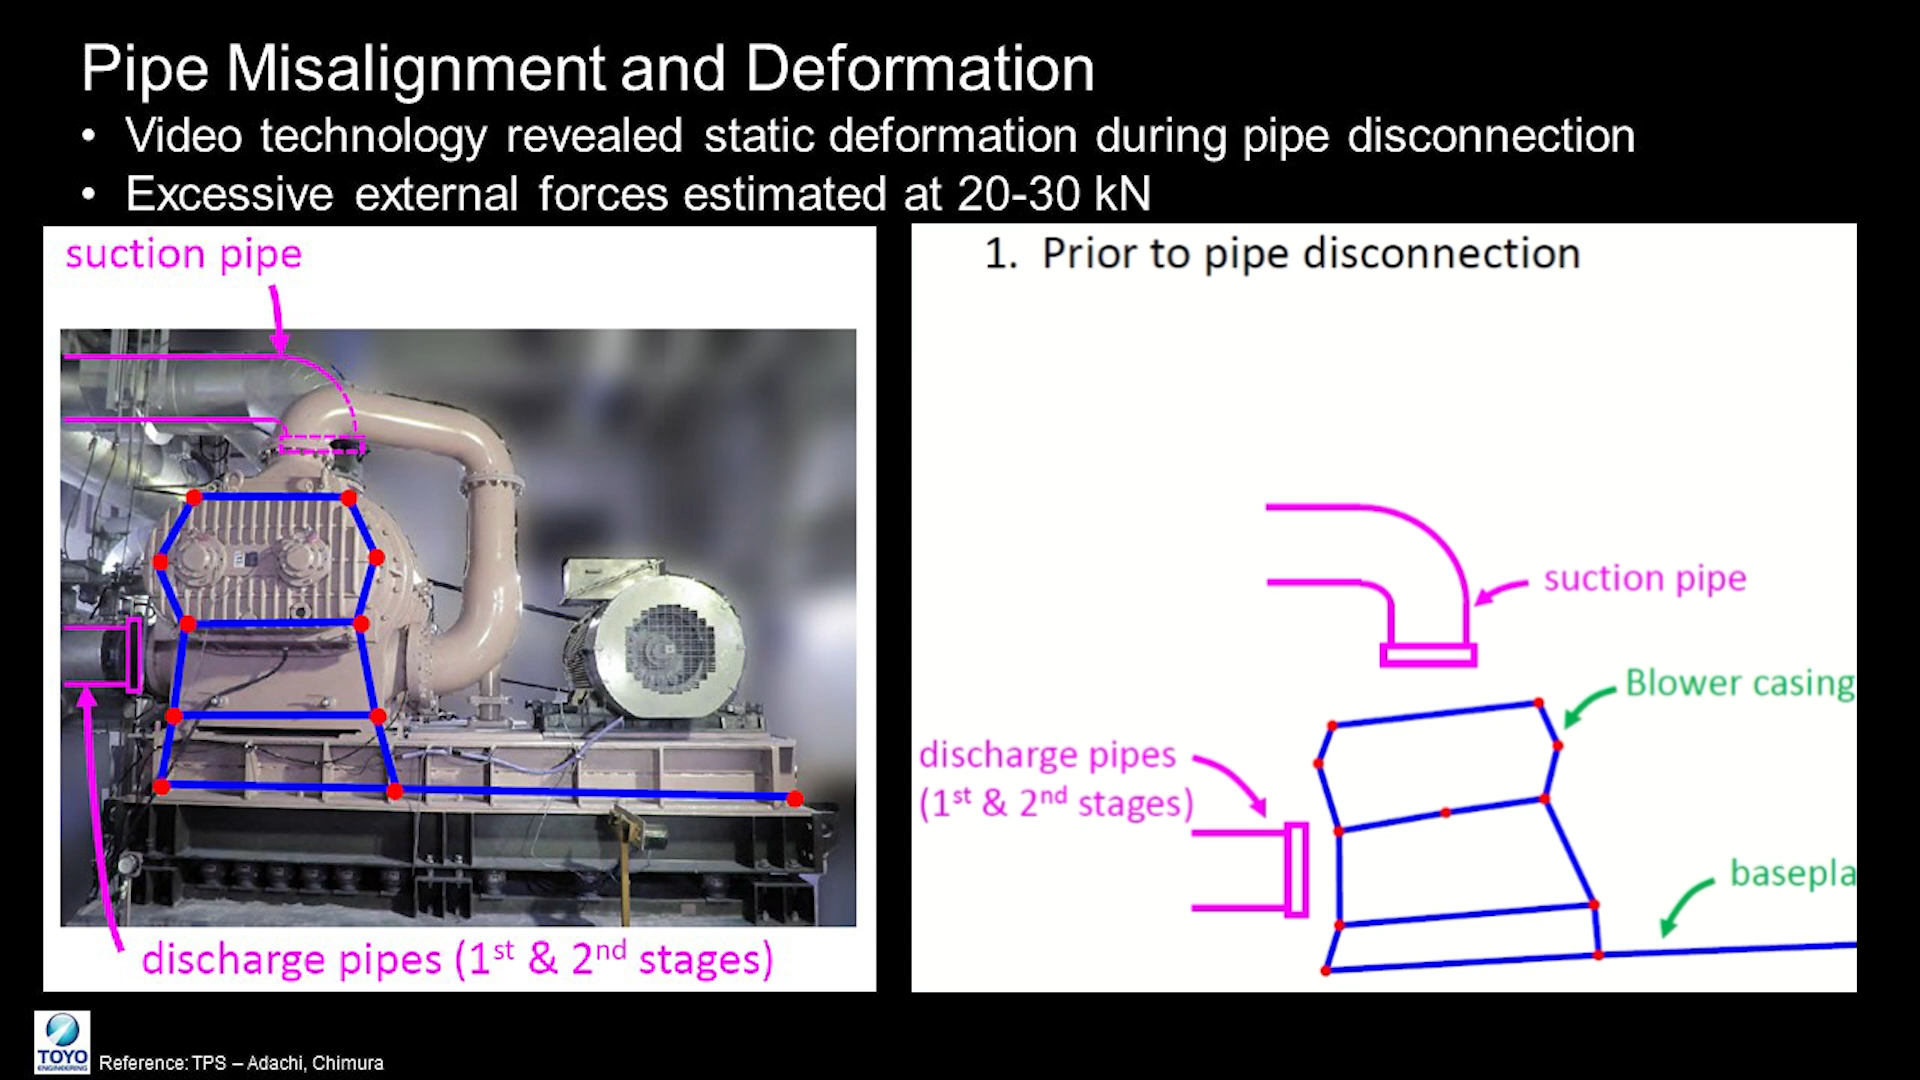 Pipe Misalignment and Deformation
• Video technology revealed static deformation during pipe disconnection
• Excessive external forces estimated at 20-30 kN
suction pipe
discharge pipes (1st & 2nd stages)
1. Prior to pipe disconnection
suction pipe
Blower casing
discharge pipes
(1st & 2nd stages)
basepla
TOYO
ENGINEERING
Reference: TPS – Adachi, Chimura